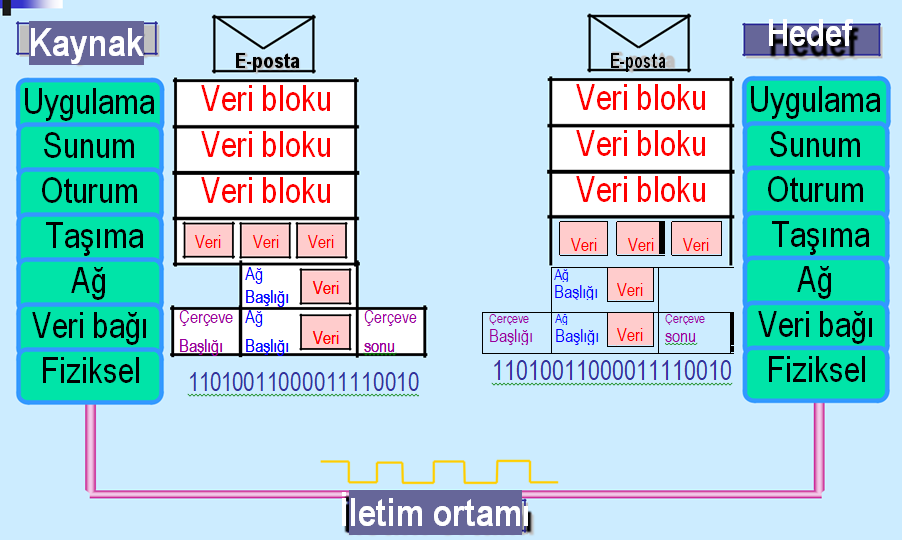 Kaynak
E-posta
E-posta
Hedef
Uygulama
Sunum
Oturum
Taşıma
Ağ
Veri bağı
Fiziksel
Veri bloku
Veri bloku
Veri bloku
Veri Veri Veri
Ağ
Başlığı
Veri
Çerçeve
Başlığı
Ağ
Başlığı
Veri
Çerçeve
sonu
11010011000011110010
Veri bloku
Veri bloku
Veri bloku
Veri Veri Veri
Ağ
Başlığı
Veri
Çerçeve
Başlığı
Ağ
Başlığı
Veri
Çerçeve
sonu
11010011000011110010
Uygulama
Sunum
Oturum
Taşıma
Ağ
Veri bağı
Fiziksel
İletim ortamı